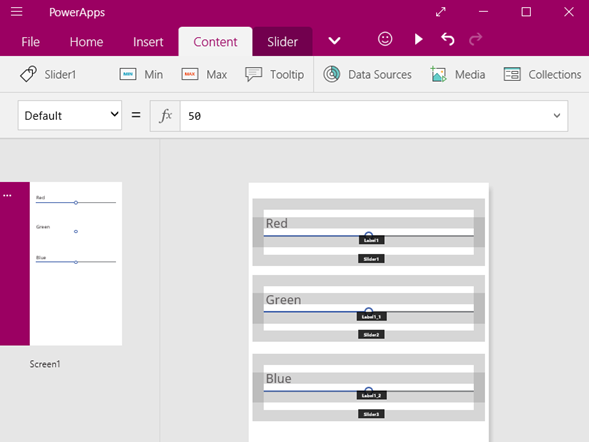 PowerApps
File Home Insert Content Slider
Slider1 Min Max Tooltip Data Sources Media Collections
Default = fx 50
Red
Green
Blue
Screen1
Red
Label1
Slider1
Green
Label1_1
Slider2
Blue
Label1_2
Slider3